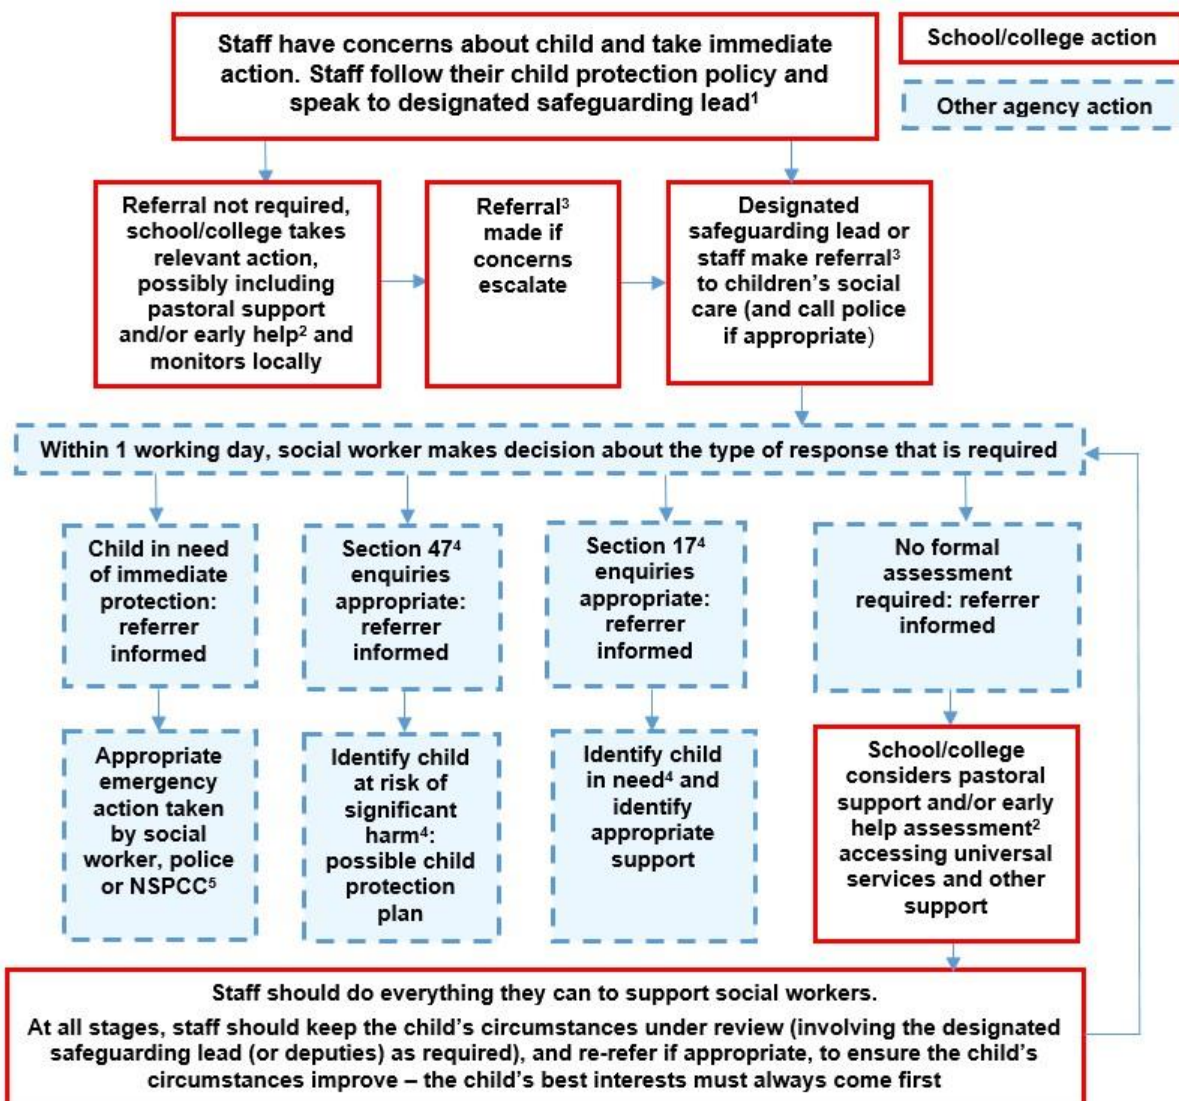 Staff have concerns about child and take immediate
action. Staff follow their child protection policy and
speak to designated safeguarding lead¹
School/college action
Other agency action
Referral not required,
school/college takes
relevant action,
possibly including
pastoral support
and/or early help² and
monitors locally
Referral³
made if
concerns
escalate
Designated
safeguarding lead or
staff make referral³
to children’s social
care (and call police
if appropriate)
Within 1 working day, social worker makes decision about the type of response that is required
Child in need
of immediate
protection:
referrer
informed
Section 47⁴
enquiries
appropriate:
referrer
informed
Section 17⁴
enquiries
appropriate:
referrer
informed
No formal
assessment
required: referrer
informed
Appropriate
emergency
action taken
by social
worker, police
or NSPCC⁵
Identify child
at risk of
significant
harm⁴:
possible child
protection
plan
Identify child
in need⁴ and
identify
appropriate
support
School/college
considers pastoral
support and/or early
help assessment²
accessing universal
services and other
support
Staff should do everything they can to support social workers.
At all stages, staff should keep the child’s circumstances under review (involving the designated
safeguarding lead (or deputies) as required), and re-refer if appropriate, to ensure the child’s
circumstances improve – the child’s best interests must always come first